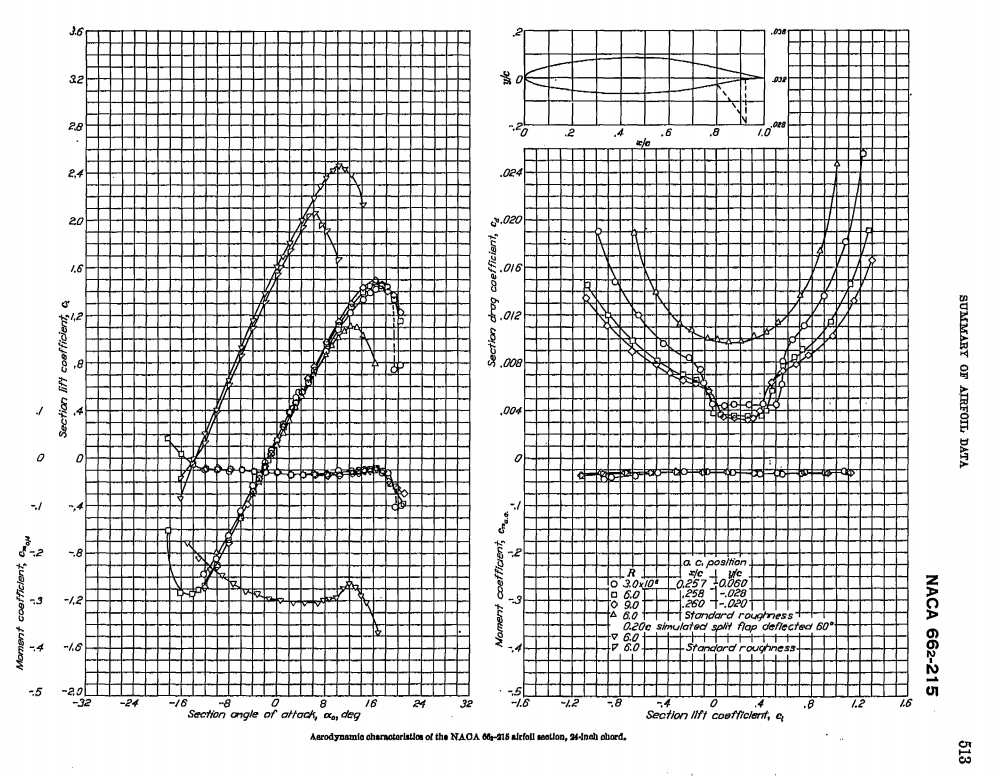 3.6
3.2
2.8
2.4
2.0
1.6
1.2
.8
.4
0
-.4
-.8
-1.2
-1.6
-2.0
Section lift coefficient, cl
.1
0
-.1
-.2
-.3
-.4
-.5
Moment coefficient, cmc/4
-32 -24 -16 -8 0 8 16 24 32
Section angle of attack, α0, deg
.2
0
-.2
y/c
0 .2 .4 .6 .8 1.0
x/c
.036
.032
.028
.024
.020
.016
.012
.008
.004
0
Section drag coefficient, cd
-.1
-.2
-.3
-.4
-.5
Moment coefficient, cma.c.
a.c. position
R x/c y/c
3.0x10⁶ 0.257 -0.060
6.0 .258 -.028
9.0 .260 -.020
6.0 Standard roughness
0.20c simulated split flap deflected 60°
6.0
6.0 Standard roughness
-1.6 -1.2 -.8 -.4 0 .4 .8 1.2 1.6
Section lift coefficient, cl
Aerodynamic characteristics of the NACA 66₂-215 airfoil section, 24-inch chord.
SUMMARY OF AIRFOIL DATA
NACA 66₂-215
513